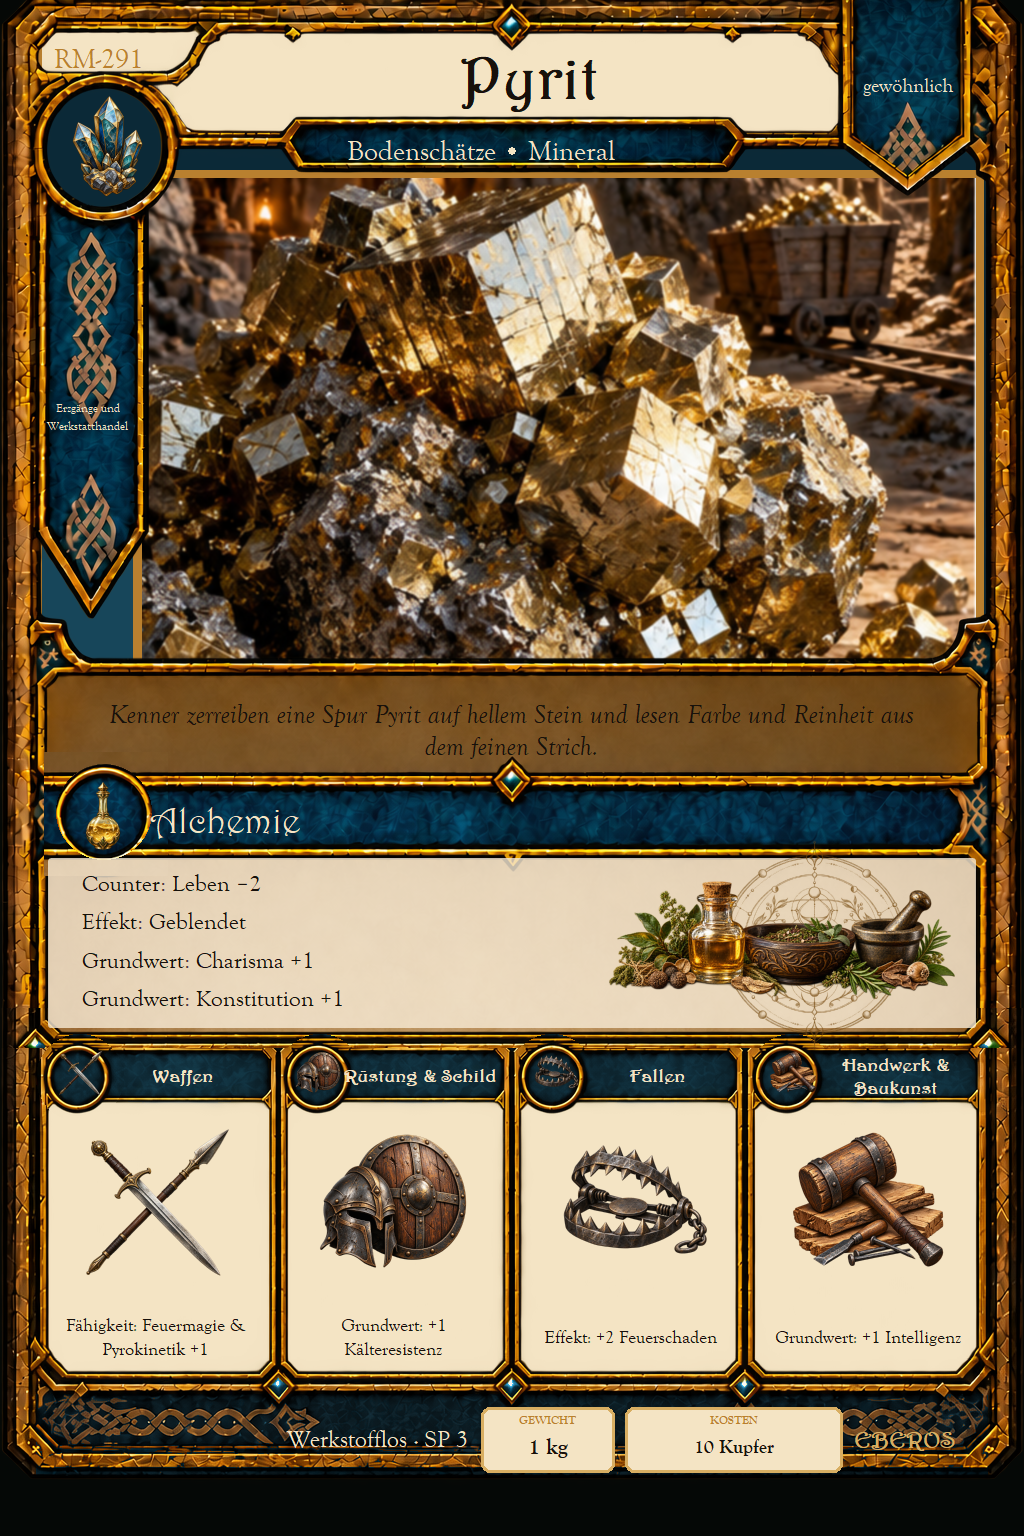 RM-291
Pyrit
gewöhnlich
Bodenschätze • Mineral
Erzgänge und
Werkstatthandel
Kenner zerreiben eine Spur Pyrit auf hellem Stein und lesen Farbe und Reinheit aus
dem feinen Strich.
Alchemie
Counter: Leben −2
Effekt: Geblendet
Grundwert: Charisma +1
Grundwert: Konstitution +1
Waffen
Fähigkeit: Feuermagie &
Pyrokinetik +1
Rüstung & Schild
Grundwert: +1
Kälteresistenz
Fallen
Effekt: +2 Feuerschaden
Handwerk &
Baukunst
Grundwert: +1 Intelligenz
Werkstofflos · SP 3
GEWICHT
1 kg
KOSTEN
10 Kupfer
EBEROS